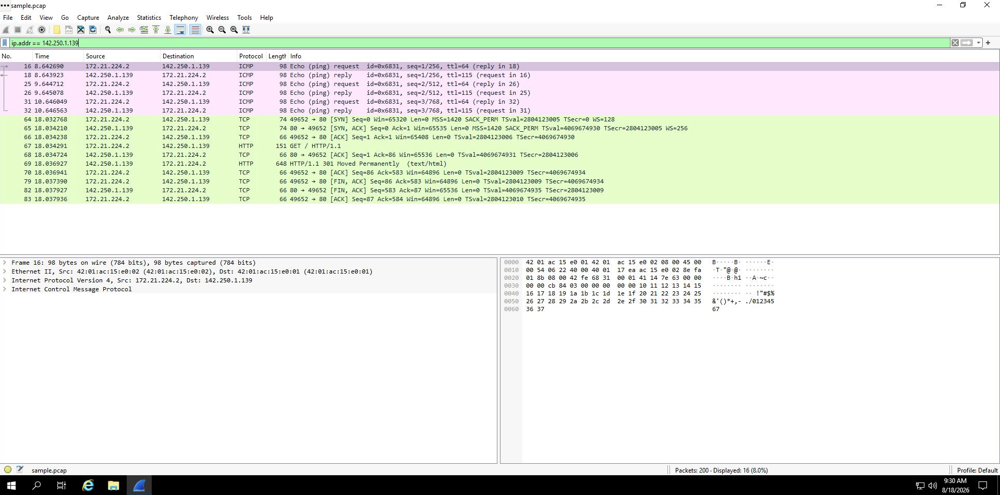 sample.pcap
File Edit View Go Capture Analyze Statistics Telephony Wireless Tools Help
ip.addr == 142.250.1.139
No. Time Source Destination Protocol Length Info
16 8.642690 172.21.224.2 142.250.1.139 ICMP 98 Echo (ping) request id=0x6831, seq=1/256, ttl=64 (reply in 18)
18 8.643923 142.250.1.139 172.21.224.2 ICMP 98 Echo (ping) reply id=0x6831, seq=1/256, ttl=115 (request in 16)
25 9.644712 172.21.224.2 142.250.1.139 ICMP 98 Echo (ping) request id=0x6831, seq=2/512, ttl=64 (reply in 26)
26 9.645078 142.250.1.139 172.21.224.2 ICMP 98 Echo (ping) reply id=0x6831, seq=2/512, ttl=115 (request in 25)
31 10.646049 172.21.224.2 142.250.1.139 ICMP 98 Echo (ping) request id=0x6831, seq=3/768, ttl=64 (reply in 32)
32 10.646563 142.250.1.139 172.21.224.2 ICMP 98 Echo (ping) reply id=0x6831, seq=3/768, ttl=115 (request in 31)
64 18.032768 172.21.224.2 142.250.1.139 TCP 74 49652 → 80 [SYN] Seq=0 Win=65320 Len=0 MSS=1420 SACK_PERM TSval=2804123005 TSecr=0 WS=128
65 18.034210 142.250.1.139 172.21.224.2 TCP 74 80 → 49652 [SYN, ACK] Seq=0 Ack=1 Win=65535 Len=0 MSS=1420 SACK_PERM TSval=4069674930 TSecr=2804123005 WS=256
66 18.034238 172.21.224.2 142.250.1.139 TCP 66 49652 → 80 [ACK] Seq=1 Ack=1 Win=65408 Len=0 TSval=2804123006 TSecr=4069674930
67 18.034291 172.21.224.2 142.250.1.139 HTTP 151 GET / HTTP/1.1
68 18.034724 142.250.1.139 172.21.224.2 TCP 66 80 → 49652 [ACK] Seq=1 Ack=86 Win=65536 Len=0 TSval=4069674931 TSecr=2804123006
69 18.036927 142.250.1.139 172.21.224.2 HTTP 648 HTTP/1.1 301 Moved Permanently (text/html)
70 18.036941 172.21.224.2 142.250.1.139 TCP 66 49652 → 80 [ACK] Seq=86 Ack=583 Win=64896 Len=0 TSval=2804123009 TSecr=4069674934
79 18.037390 172.21.224.2 142.250.1.139 TCP 66 49652 → 80 [FIN, ACK] Seq=86 Ack=583 Win=64896 Len=0 TSval=2804123009 TSecr=4069674934
82 18.037927 142.250.1.139 172.21.224.2 TCP 66 80 → 49652 [FIN, ACK] Seq=583 Ack=87 Win=65536 Len=0 TSval=4069674935 TSecr=2804123009
83 18.037936 172.21.224.2 142.250.1.139 TCP 66 49652 → 80 [ACK] Seq=87 Ack=584 Win=64896 Len=0 TSval=2804123010 TSecr=4069674935
Frame 16: 98 bytes on wire (784 bits), 98 bytes captured (784 bits)
Ethernet II, Src: 42:01:ac:15:e0:02 (42:01:ac:15:e0:02), Dst: 42:01:ac:15:e0:01 (42:01:ac:15:e0:01)
Internet Protocol Version 4, Src: 172.21.224.2, Dst: 142.250.1.139
Internet Control Message Protocol
0000 42 01 ac 15 e0 01 42 01 ac 15 e0 02 08 00 45 00 B·····B· ······E·
0010 00 54 06 22 40 00 40 01 17 ea ac 15 e0 02 8e fa ·T·"@·@· ········
0020 01 8b 08 00 42 fe 68 31 00 01 41 14 7e 63 00 00 ····B·h1 ··A·~c··
0030 00 00 cb 84 03 00 00 00 00 00 10 11 12 13 14 15 ········ ········
0040 16 17 18 19 1a 1b 1c 1d 1e 1f 20 21 22 23 24 25 ········ ·· !"#$%
0050 26 27 28 29 2a 2b 2c 2d 2e 2f 30 31 32 33 34 35 &'()*+,- ./012345
0060 36 37 67
sample.pcap
Packets: 200 · Displayed: 16 (8.0%)
Profile: Default
9:30 AM
8/18/2026